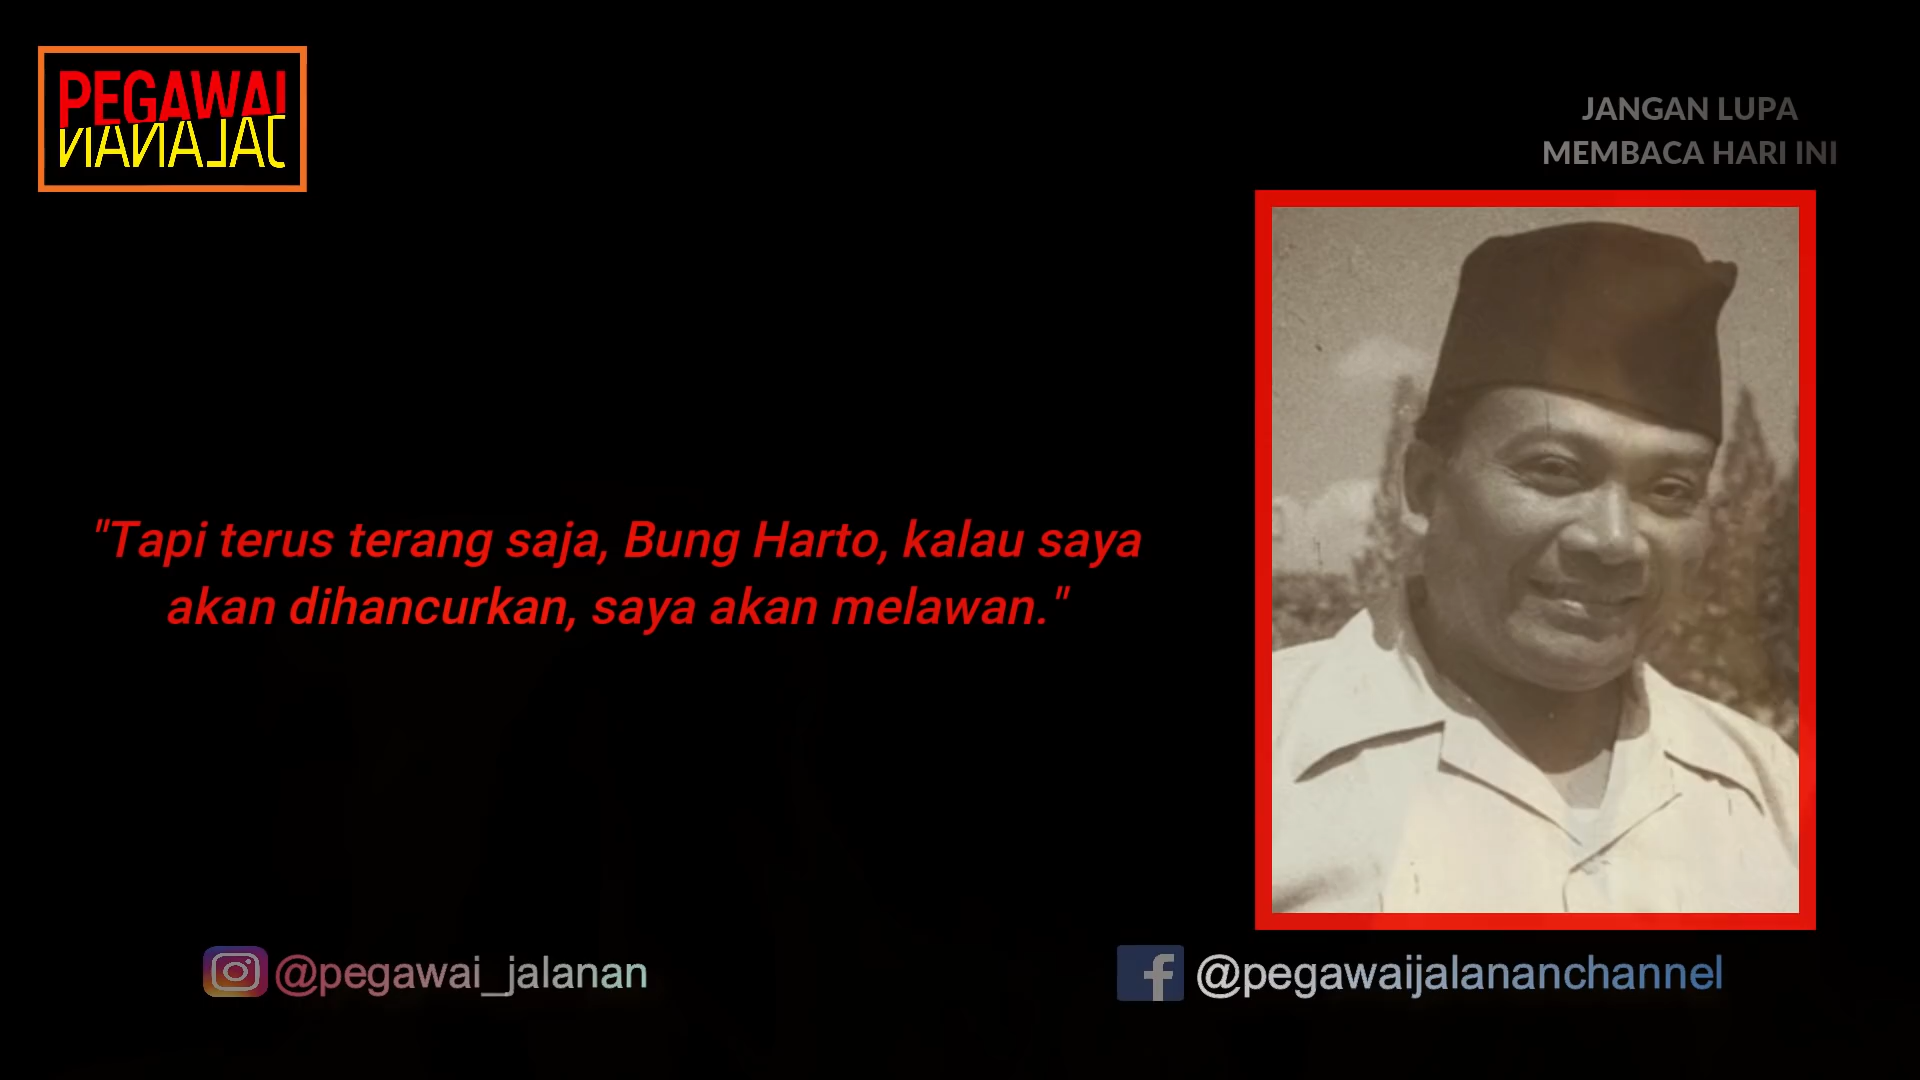 PEGAWAI
JALANAN
JANGAN LUPA
MEMBACA HARI INI
"Tapi terus terang saja, Bung Harto, kalau saya
akan dihancurkan, saya akan melawan."
@pegawai_jalanan
f @pegawaijalananchannel